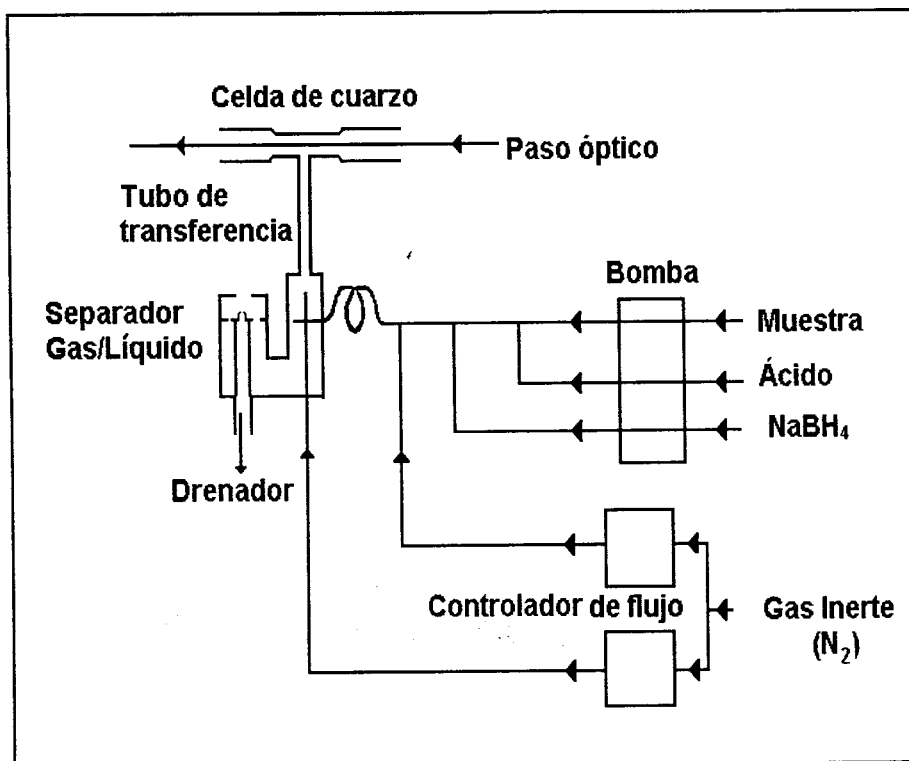 Celda de cuarzo
Paso óptico
Tubo de
transferencia
Bomba
Separador
Gas/Líquido
Muestra
Ácido
NaBH₄
Drenador
Controlador de flujo
Gas Inerte
(N₂)